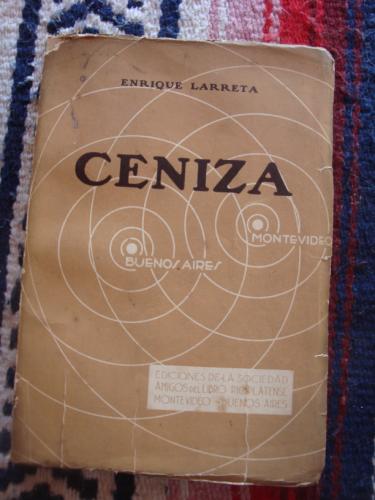 ENRIQUE LARRETA
CENIZA
MONTEVIDEO
BUENOS AIRES
EDICIONES DE LA SOCIEDAD
AMIGOS DEL LIBRO RIOPLATENSE
MONTEVIDEO - BUENOS AIRES